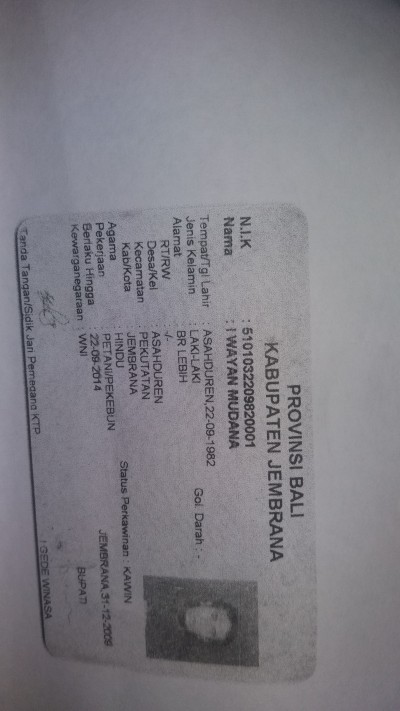 PROVINSI BALI
KABUPATEN JEMBRANA
N.I.K : 5101032209820001
Nama : I WAYAN MUDANA
Tempat/Tgl Lahir : ASAHDUREN,22-09-1982
Jenis Kelamin : LAKI-LAKI Gol. Darah : -
Alamat : BR LEBIH
RT/RW : -/-
Desa/Kel : ASAHDUREN
Kecamatan : PEKUTATAN
Kab/Kota : JEMBRANA
Agama : HINDU
Pekerjaan : PETANI/PEKEBUN Status Perkawinan : KAWIN
Berlaku Hingga : 22-09-2014
Kewarganegaraan : WNI
JEMBRANA,31-12-2009
BUPATI
Tanda Tangan/Sidik Jari Pemegang KTP
I GEDE WINASA